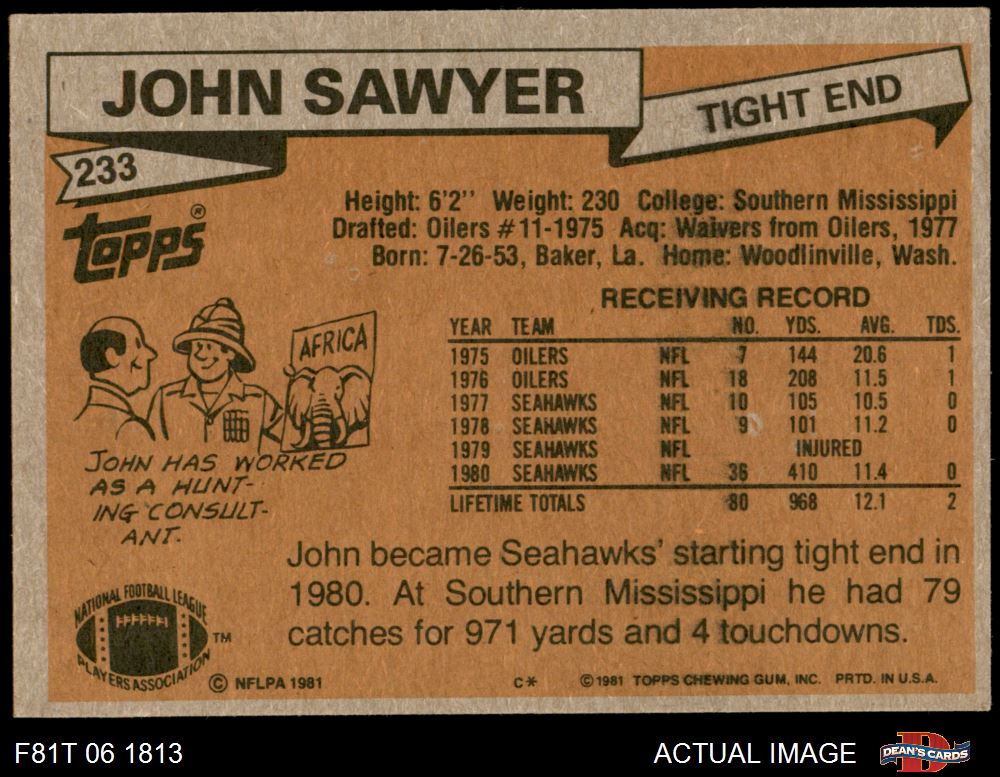 JOHN SAWYER
TIGHT END
233
Topps®
Height: 6'2'' Weight: 230 College: Southern Mississippi
Drafted: Oilers #11-1975 Acq: Waivers from Oilers, 1977
Born: 7-26-53, Baker, La. Home: Woodlinville, Wash.
RECEIVING RECORD
YEAR TEAM NO. YDS. AVG. TDS.
1975 OILERS NFL 7 144 20.6 1
1976 OILERS NFL 18 208 11.5 1
1977 SEAHAWKS NFL 10 105 10.5 0
1978 SEAHAWKS NFL 9 101 11.2 0
1979 SEAHAWKS NFL INJURED
1980 SEAHAWKS NFL 36 410 11.4 0
LIFETIME TOTALS 80 968 12.1 2
AFRICA
JOHN HAS WORKED
AS A HUNT-
ING CONSULT-
ANT.
John became Seahawks' starting tight end in
1980. At Southern Mississippi he had 79
catches for 971 yards and 4 touchdowns.
NATIONAL FOOTBALL LEAGUE
PLAYERS ASSOCIATION
TM
© NFLPA 1981
C*
© 1981 TOPPS CHEWING GUM, INC. PRTD. IN U.S.A.
F81T 06 1813
ACTUAL IMAGE
D
DEAN'S CARDS